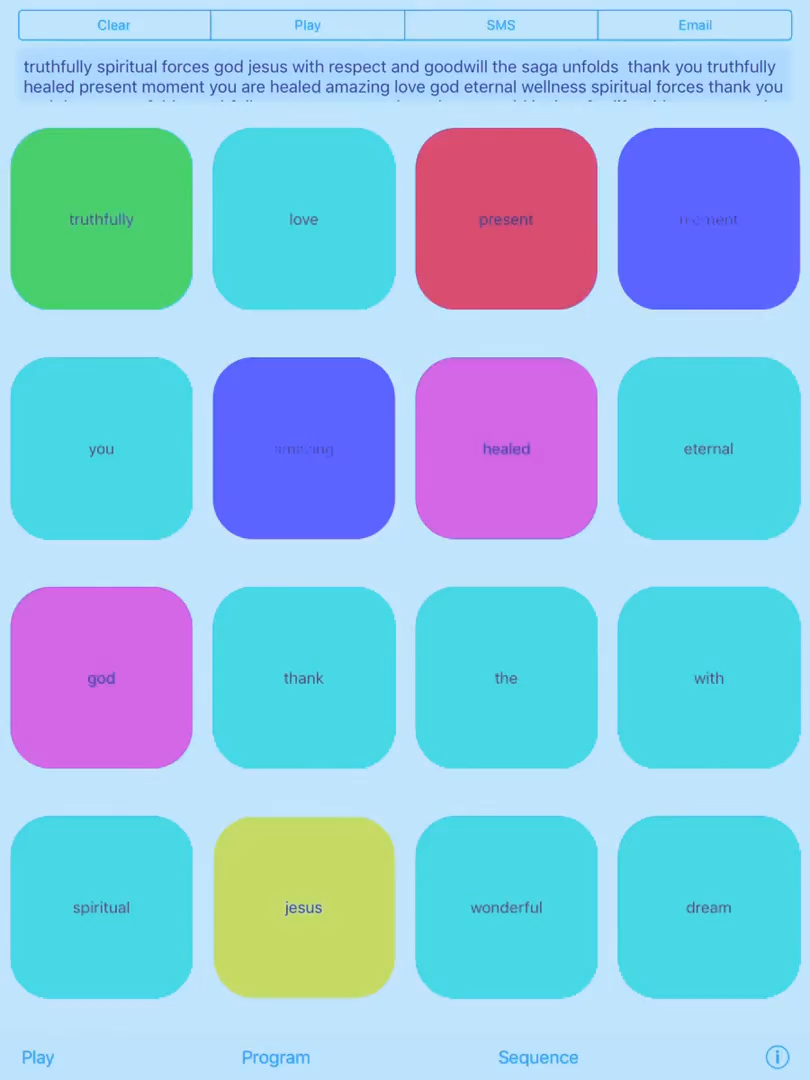 Clear Play SMS Email
truthfully spiritual forces god jesus with respect and goodwill the saga unfolds  thank you truthfully
healed present moment you are healed amazing love god eternal wellness spiritual forces thank you
truthfully love present moment
you amazing healed eternal
god thank the with
spiritual jesus wonderful dream
Play Program Sequence